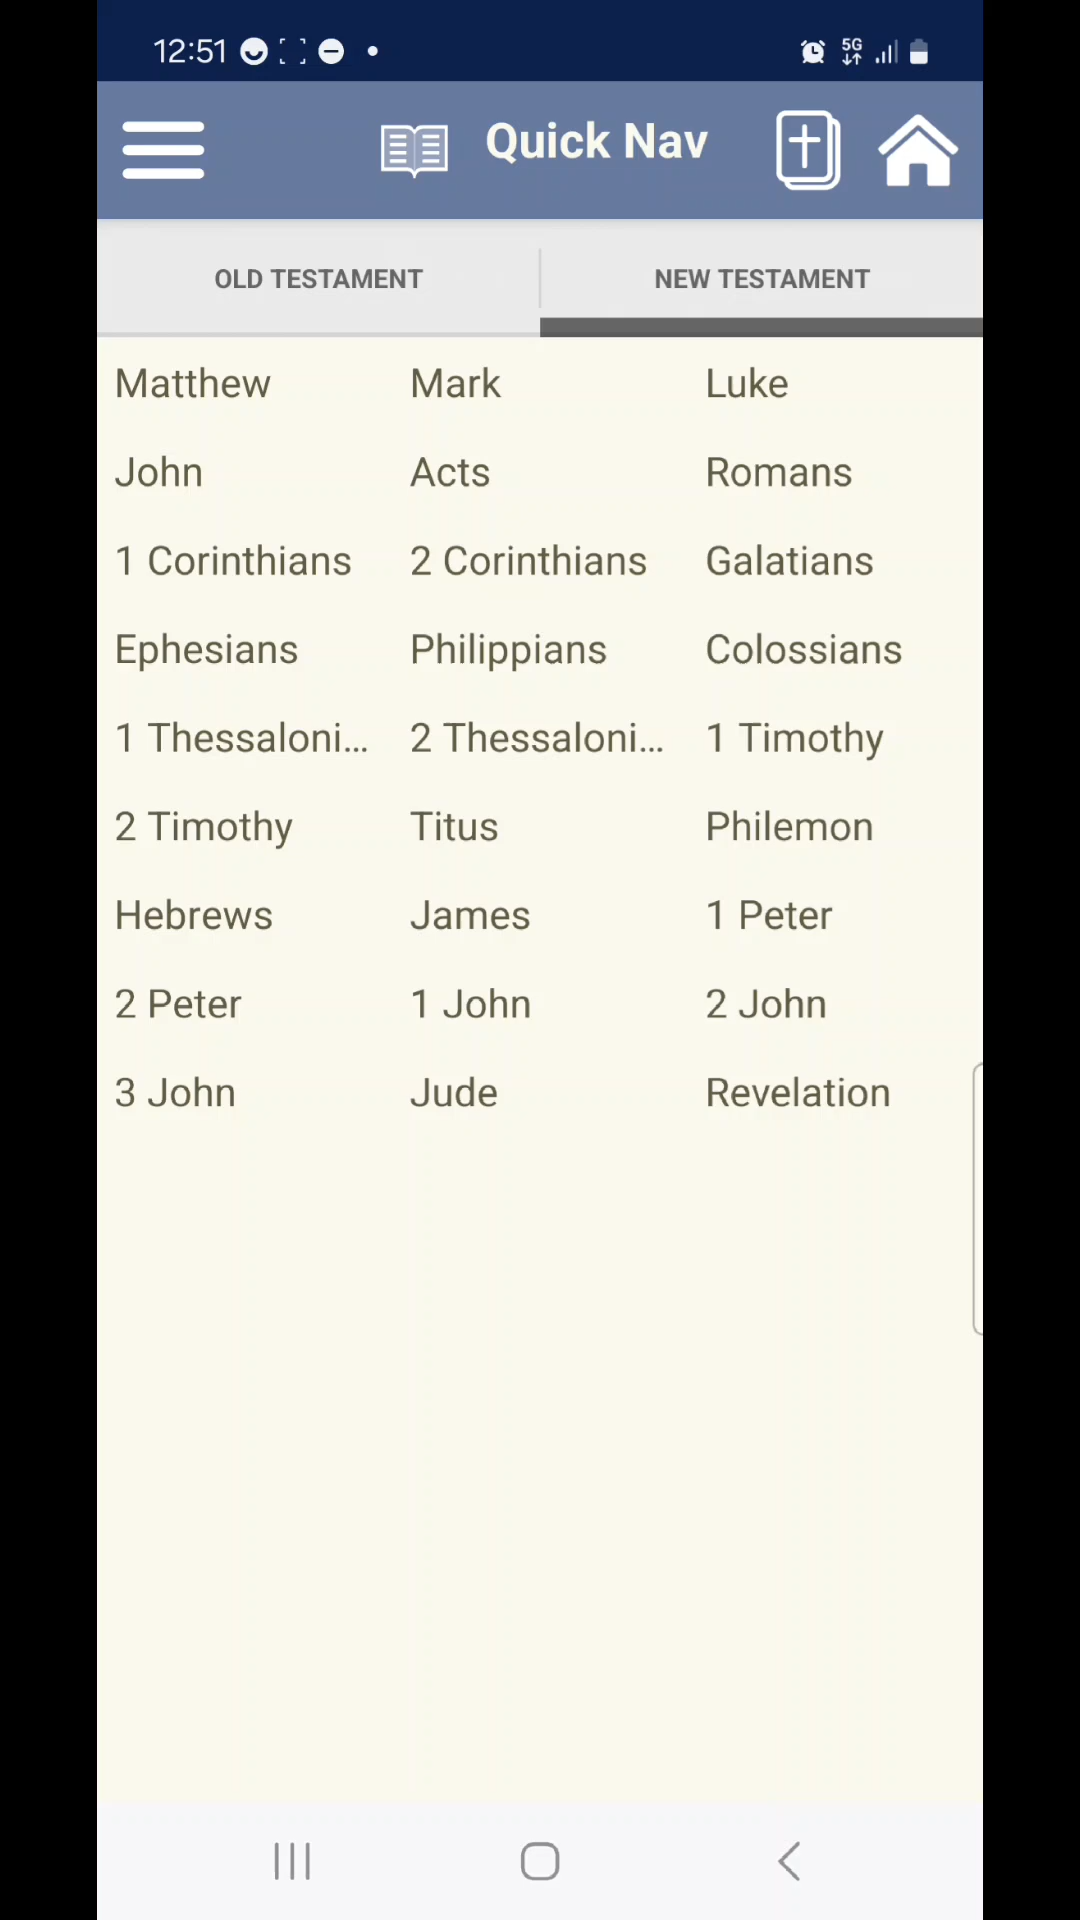 12:51
5G
Quick Nav
OLD TESTAMENT NEW TESTAMENT
Matthew Mark Luke
John Acts Romans
1 Corinthians 2 Corinthians Galatians
Ephesians Philippians Colossians
1 Thessaloni... 2 Thessaloni... 1 Timothy
2 Timothy Titus Philemon
Hebrews James 1 Peter
2 Peter 1 John 2 John
3 John Jude Revelation